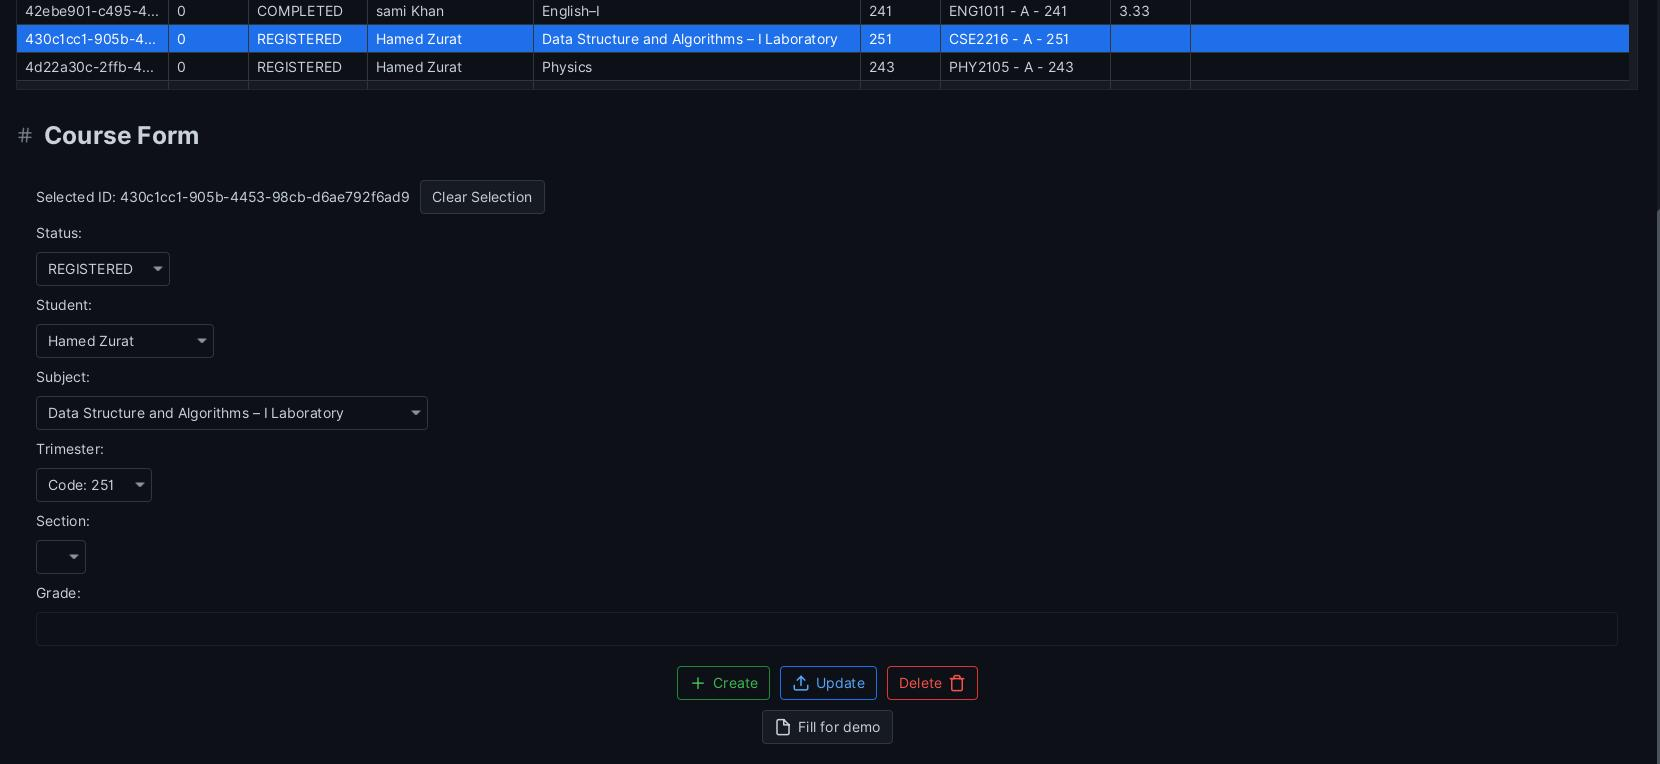 42ebe901-c495-4... 0 COMPLETED sami Khan English–I 241 ENG1011 - A - 241 3.33
430c1cc1-905b-4... 0 REGISTERED Hamed Zurat Data Structure and Algorithms – I Laboratory 251 CSE2216 - A - 251
4d22a30c-2ffb-4... 0 REGISTERED Hamed Zurat Physics 243 PHY2105 - A - 243
# Course Form
Selected ID: 430c1cc1-905b-4453-98cb-d6ae792f6ad9 Clear Selection
Status:
REGISTERED
Student:
Hamed Zurat
Subject:
Data Structure and Algorithms – I Laboratory
Trimester:
Code: 251
Section:
Grade:
Create Update Delete
Fill for demo